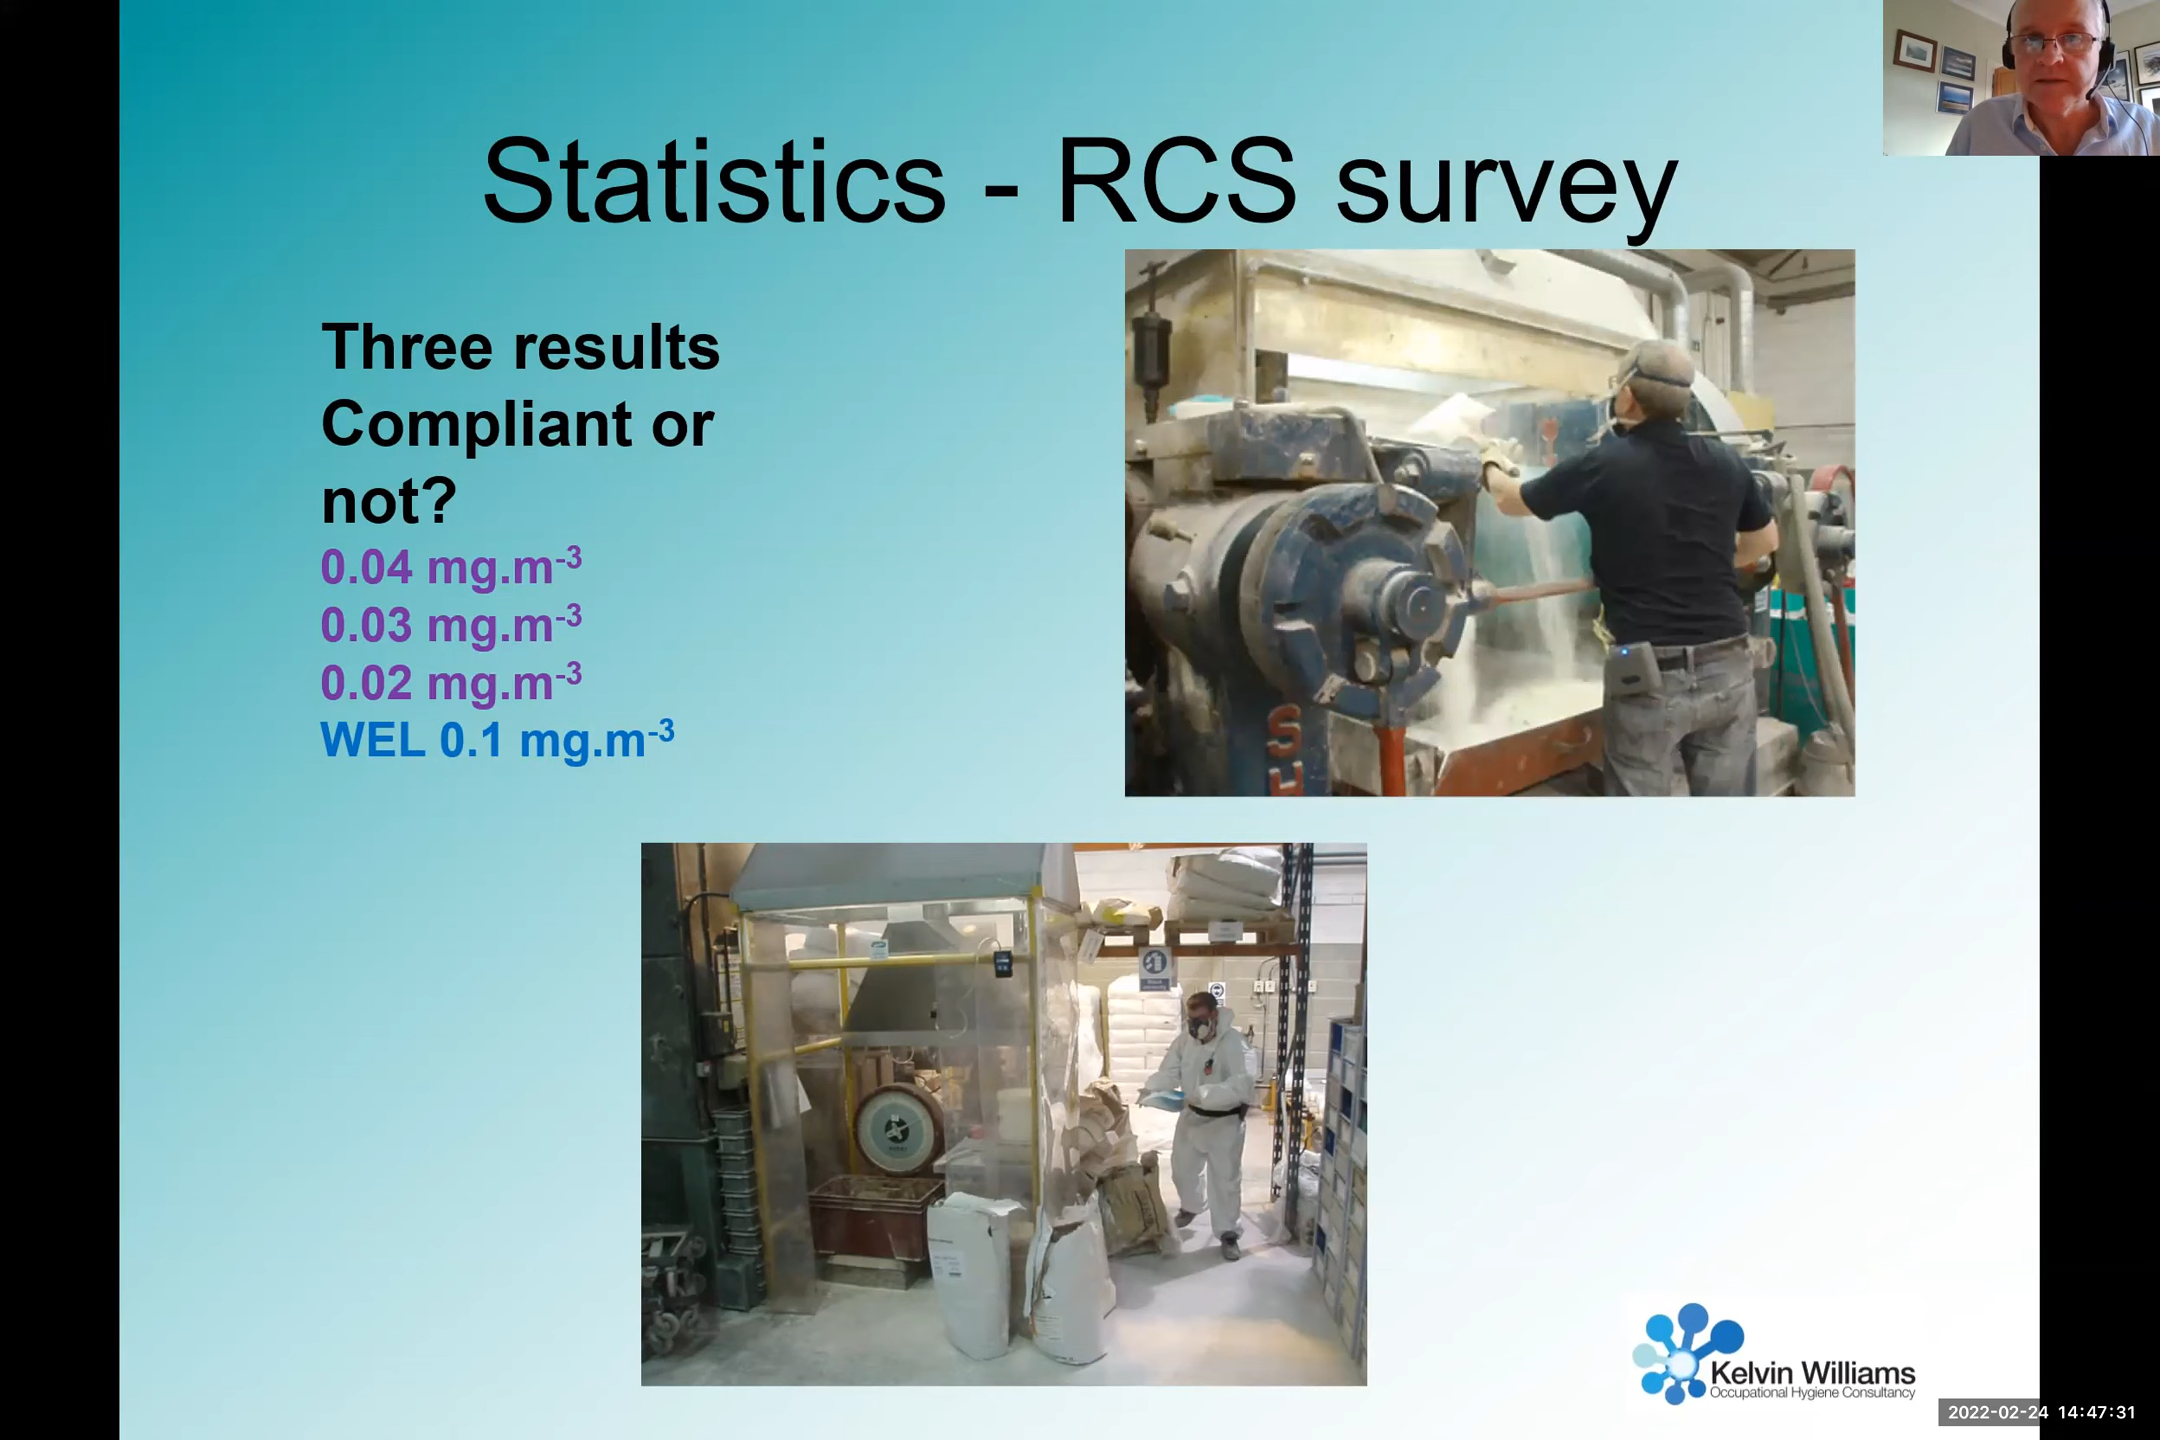 Statistics - RCS survey
Three results
Compliant or
not?
0.04 mg.m-3
0.03 mg.m-3
0.02 mg.m-3
WEL 0.1 mg.m-3
Kelvin Williams
Occupational Hygiene Consultancy
2022-02-24 14:47:31